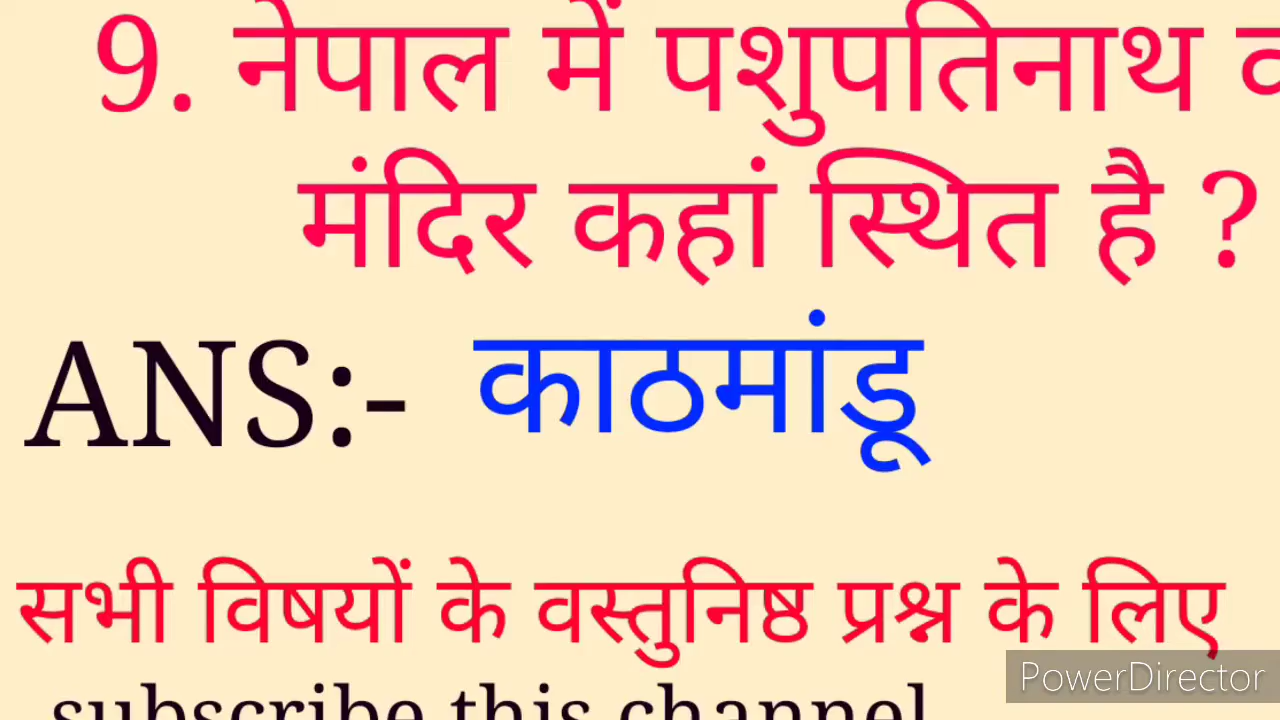 9. नेपाल में पशुपतिनाथ
मंदिर कहां स्थित है ?
ANS:- काठमांडू
सभी विषयों के वस्तुनिष्ठ प्रश्न के लिए
PowerDirector
subscribe this channel